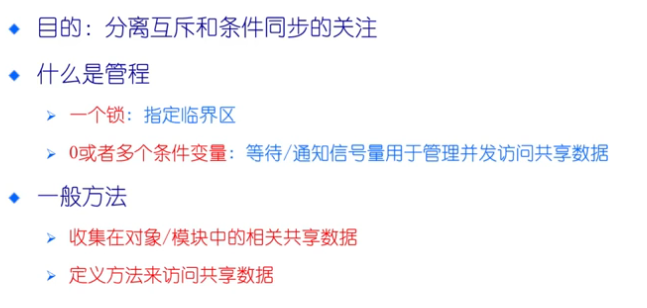 目的：分离互斥和条件同步的关注
什么是管程
一个锁：指定临界区
0或者多个条件变量：等待/通知信号量用于管理并发访问共享数据
一般方法
收集在对象/模块中的相关共享数据
定义方法来访问共享数据